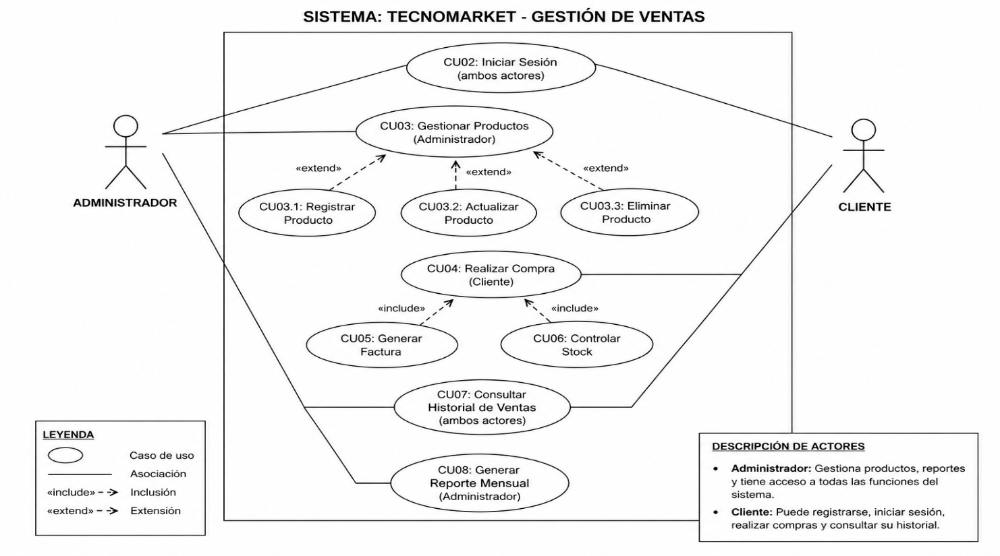 SISTEMA: TECNOMARKET - GESTIÓN DE VENTAS
CU02: Iniciar Sesión
(ambos actores)
CU03: Gestionar Productos
(Administrador)
«extend»
«extend»
«extend»
ADMINISTRADOR
CLIENTE
CU03.1: Registrar
Producto
CU03.2: Actualizar
Producto
CU03.3: Eliminar
Producto
CU04: Realizar Compra
(Cliente)
«include»
«include»
CU05: Generar
Factura
CU06: Controlar
Stock
CU07: Consultar
Historial de Ventas
(ambos actores)
CU08: Generar
Reporte Mensual
(Administrador)
LEYENDA
Caso de uso
Asociación
«include» Inclusión
«extend» Extensión
DESCRIPCIÓN DE ACTORES
• Administrador: Gestiona productos, reportes
y tiene acceso a todas las funciones del
sistema.
• Cliente: Puede registrarse, iniciar sesión,
realizar compras y consultar su historial.